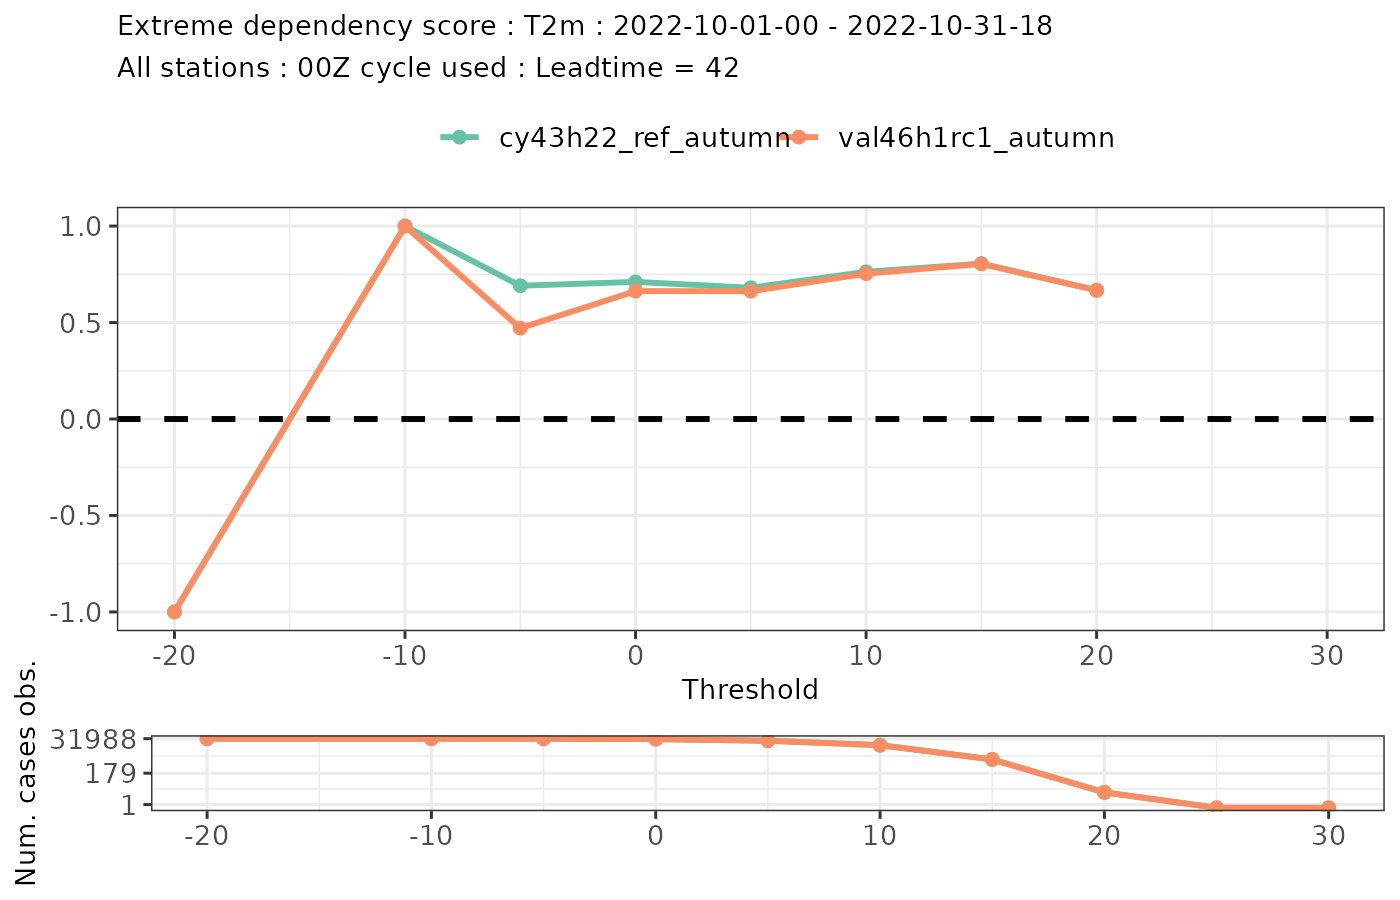 Extreme dependency score : T2m : 2022-10-01-00 - 2022-10-31-18
All stations : 00Z cycle used : Leadtime = 42
cy43h22_ref_autumn val46h1rc1_autumn
1.0
0.5
0.0
-0.5
-1.0
-20 -10 0 10 20 30
Threshold
Num. cases obs.
31988
179
1
-20 -10 0 10 20 30